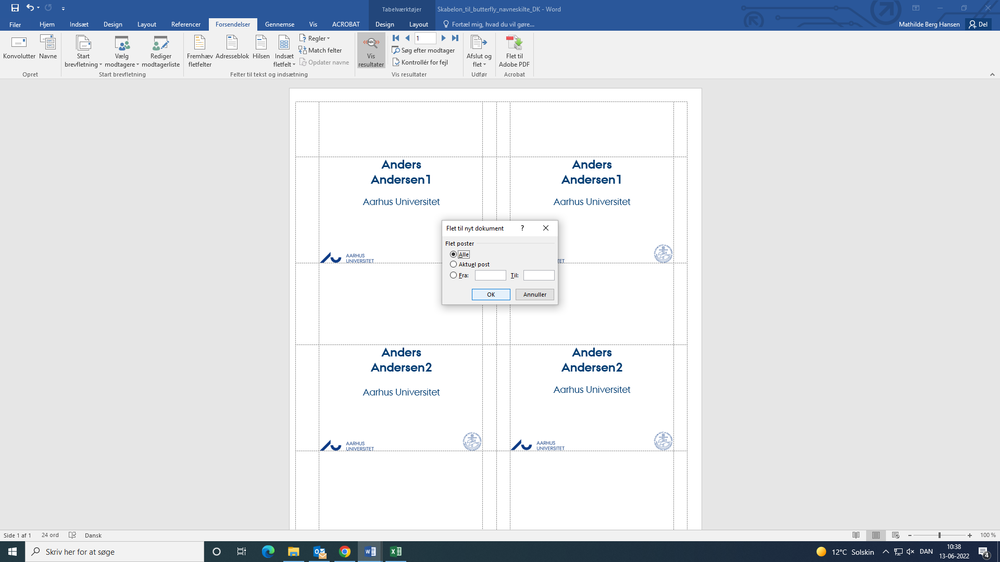 Tabelværktøjer
Skabelon_til_butterfly_navneskilte_DK - Word
Filer Hjem Indsæt Design Layout Referencer Forsendelser Gennemse Vis ACROBAT Design Layout Fortæl mig, hvad du vil gøre... Mathilde Berg Hansen Del
Konvolutter Navne
Opret
Start brevfletning
Vælg modtagere
Rediger modtagerliste
Start brevfletning
Fremhæv fletfelter
Adresseblok
Hilsen
Indsæt fletfelt
Regler
Match felter
Opdater navne
Felter til tekst og indsætning
ABC
Vis resultater
1
Søg efter modtager
Kontrollér for fejl
Vis resultater
Afslut og flet
Udfør
Flet til Adobe PDF
Acrobat
Anders
Andersen1
Aarhus Universitet
AARHUS
UNIVERSITET
Anders
Andersen1
Aarhus Universitet
Flet til nyt dokument ?
Flet poster
Alle
Aktuel post
Fra: Til:
OK Annuller
Anders
Andersen2
Aarhus Universitet
AARHUS
UNIVERSITET
Anders
Andersen2
Aarhus Universitet
AARHUS
UNIVERSITET
Side 1 af 1 24 ord Dansk 100 %
Skriv her for at søge
12°C Solskin DAN
10:38
13-06-2022
4